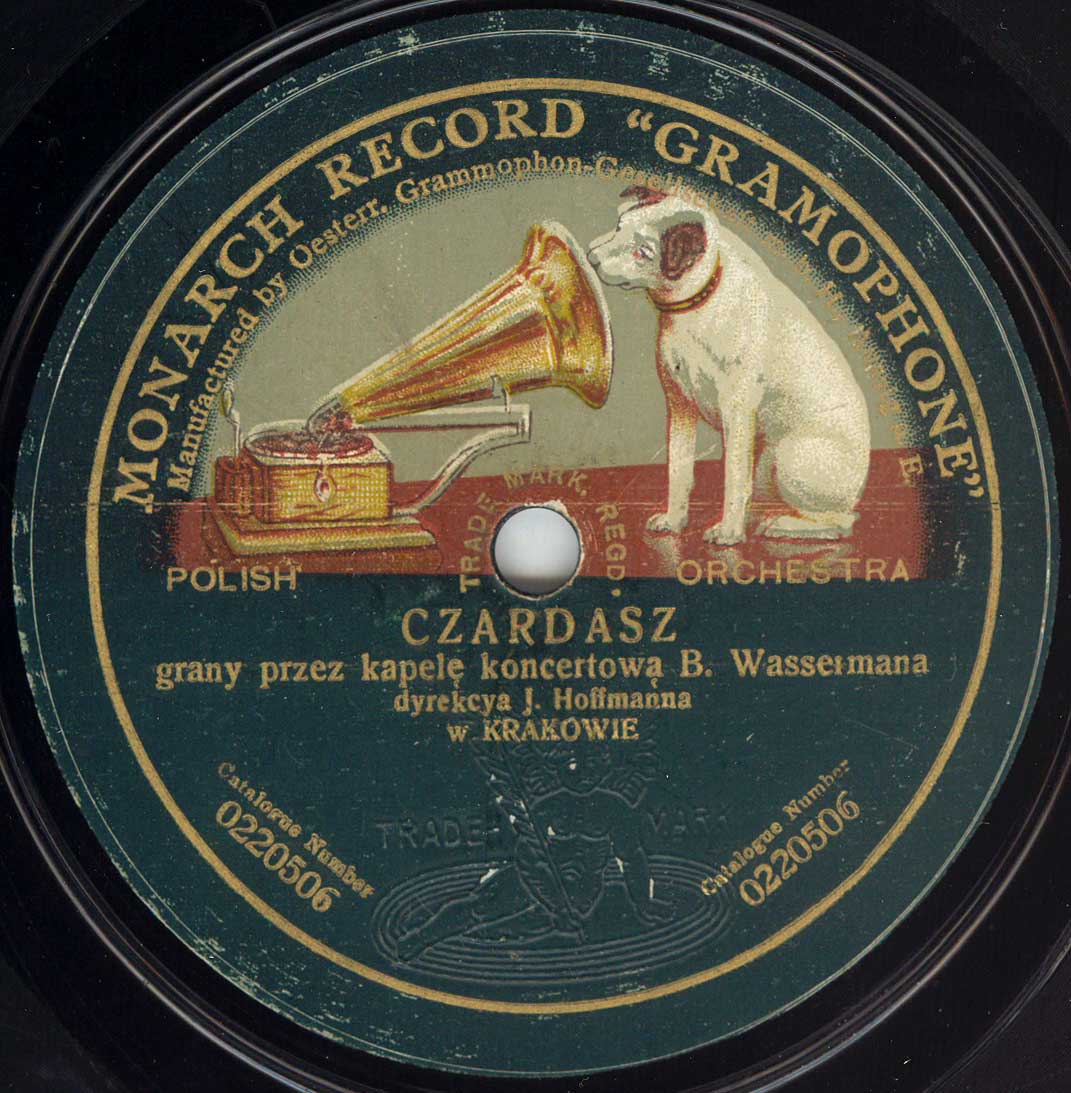 MONARCH RECORD “GRAMOPHONE”
Manufactured by Oesterr. Grammophon-
TRADE MARK. REGD.
POLISH ORCHESTRA
CZARDASZ
grany przez kapelę koncertową B. Wassermana
dyrekcya J. Hoffmanna
w KRAKOWIE
Catalogue Number
0220506
Catalogue Number
0220506
TRADE MARK